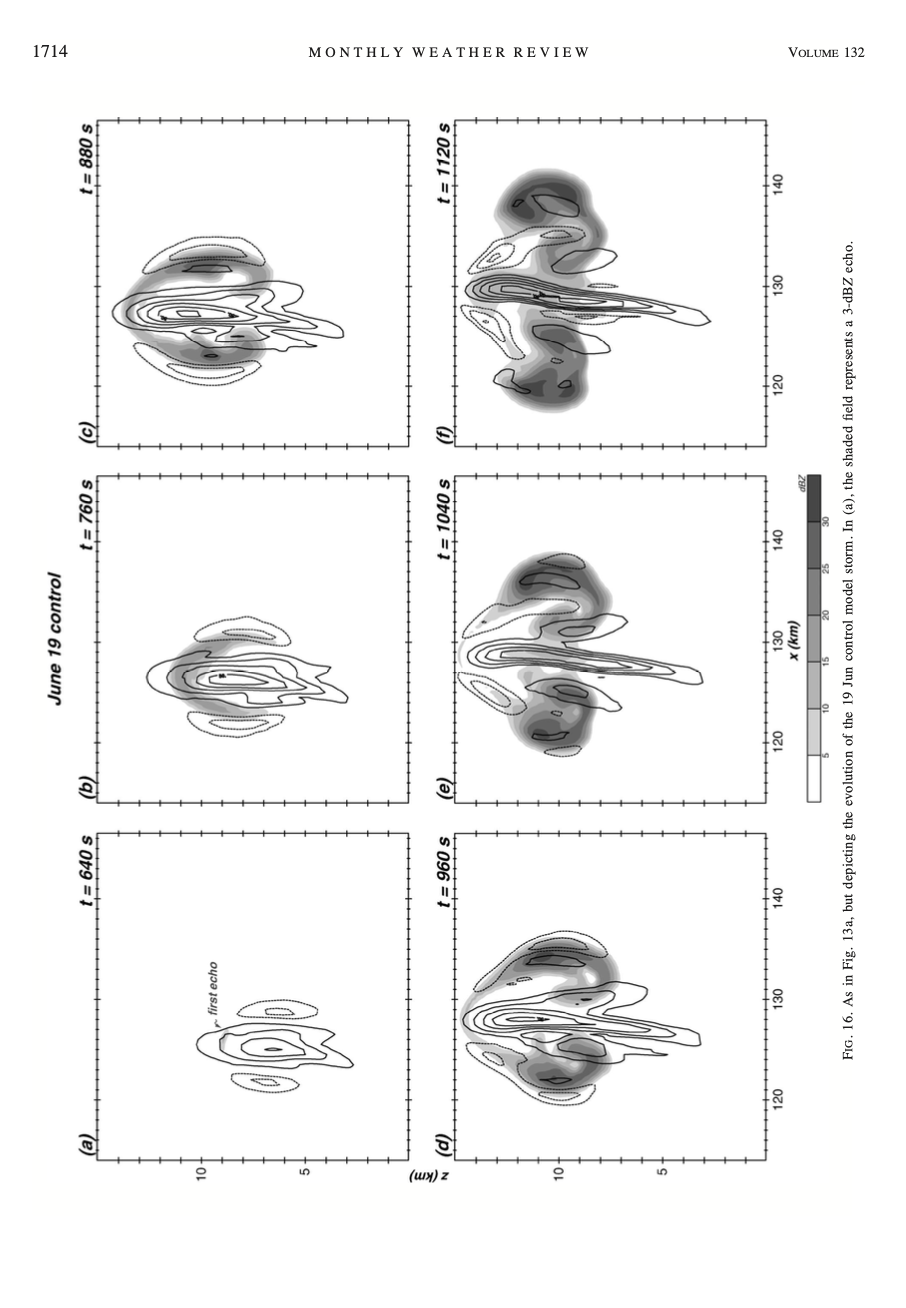 1714
MONTHLY WEATHER REVIEW
VOLUME 132
June 19 control
(a)
t = 640 s
first echo
10
5
z (km)
(b)
t = 760 s
(c)
t = 880 s
(d)
t = 960 s
10
5
120
130
140
(e)
t = 1040 s
120
130
140
x (km)
(f)
t = 1120 s
120
130
140
5
10
15
20
25
30
dBZ
FIG. 16. As in Fig. 13a, but depicting the evolution of the 19 Jun control model storm. In (a), the shaded field represents a 3-dBZ echo.